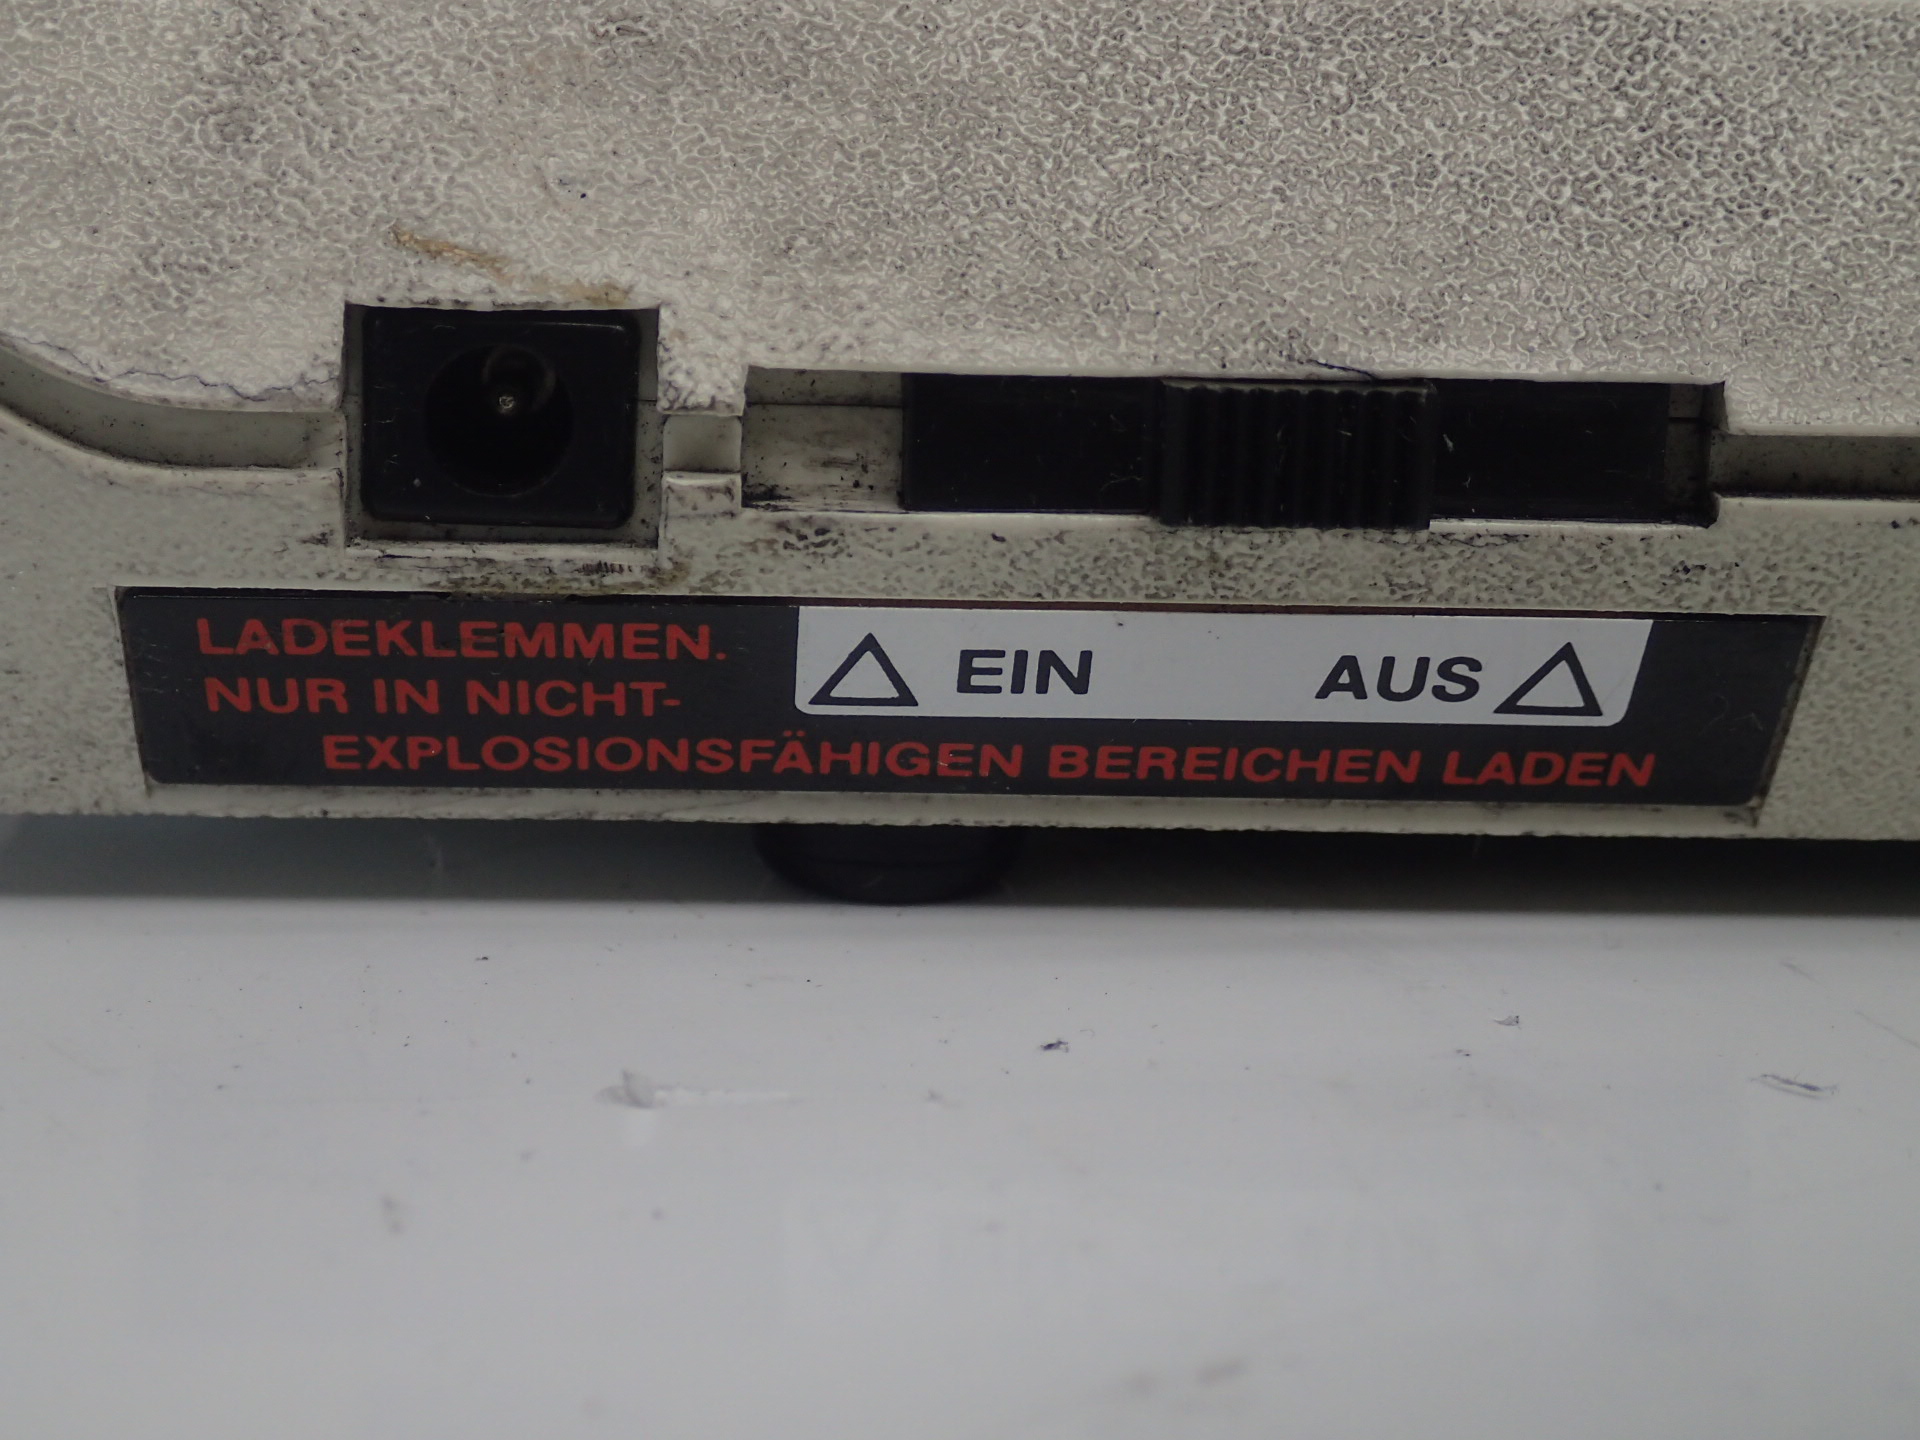 LADEKLEMMEN.
NUR IN NICHT-
EXPLOSIONSFÄHIGEN BEREICHEN LADEN
△ EIN AUS △